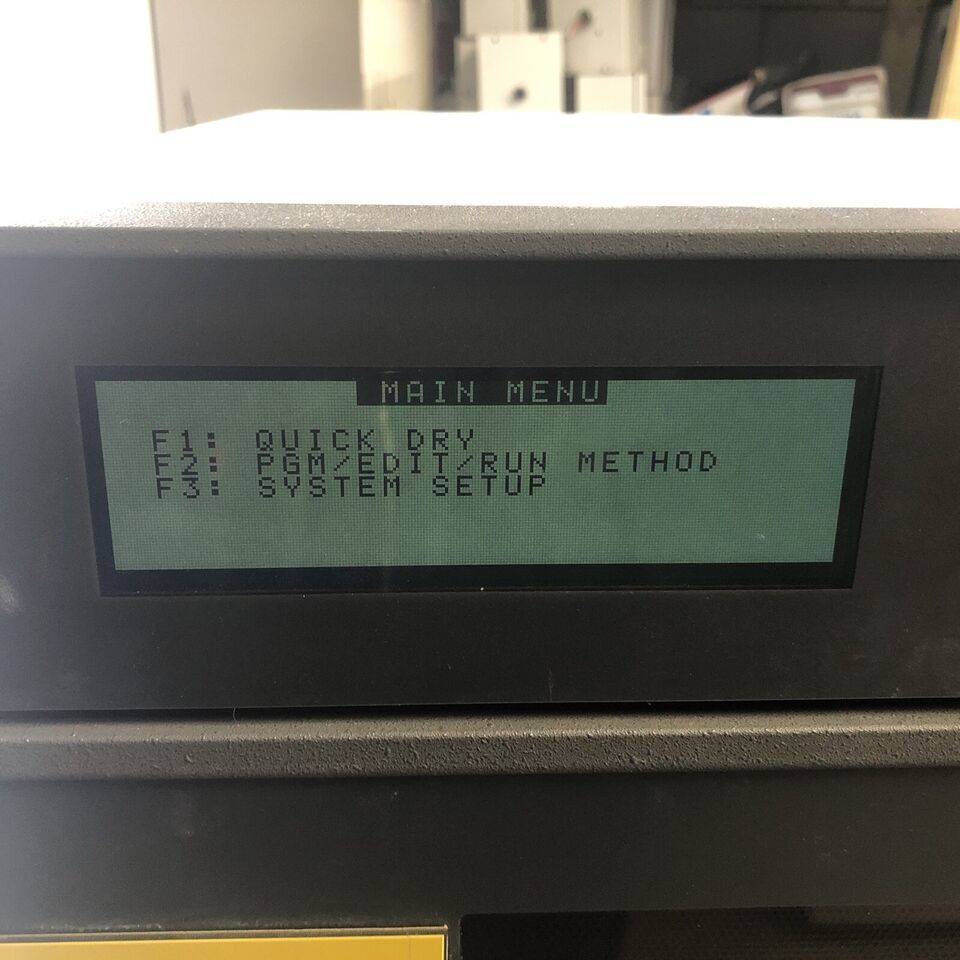 MAIN MENU
F1: QUICK DRY
F2: PGM/EDIT/RUN METHOD
F3: SYSTEM SETUP